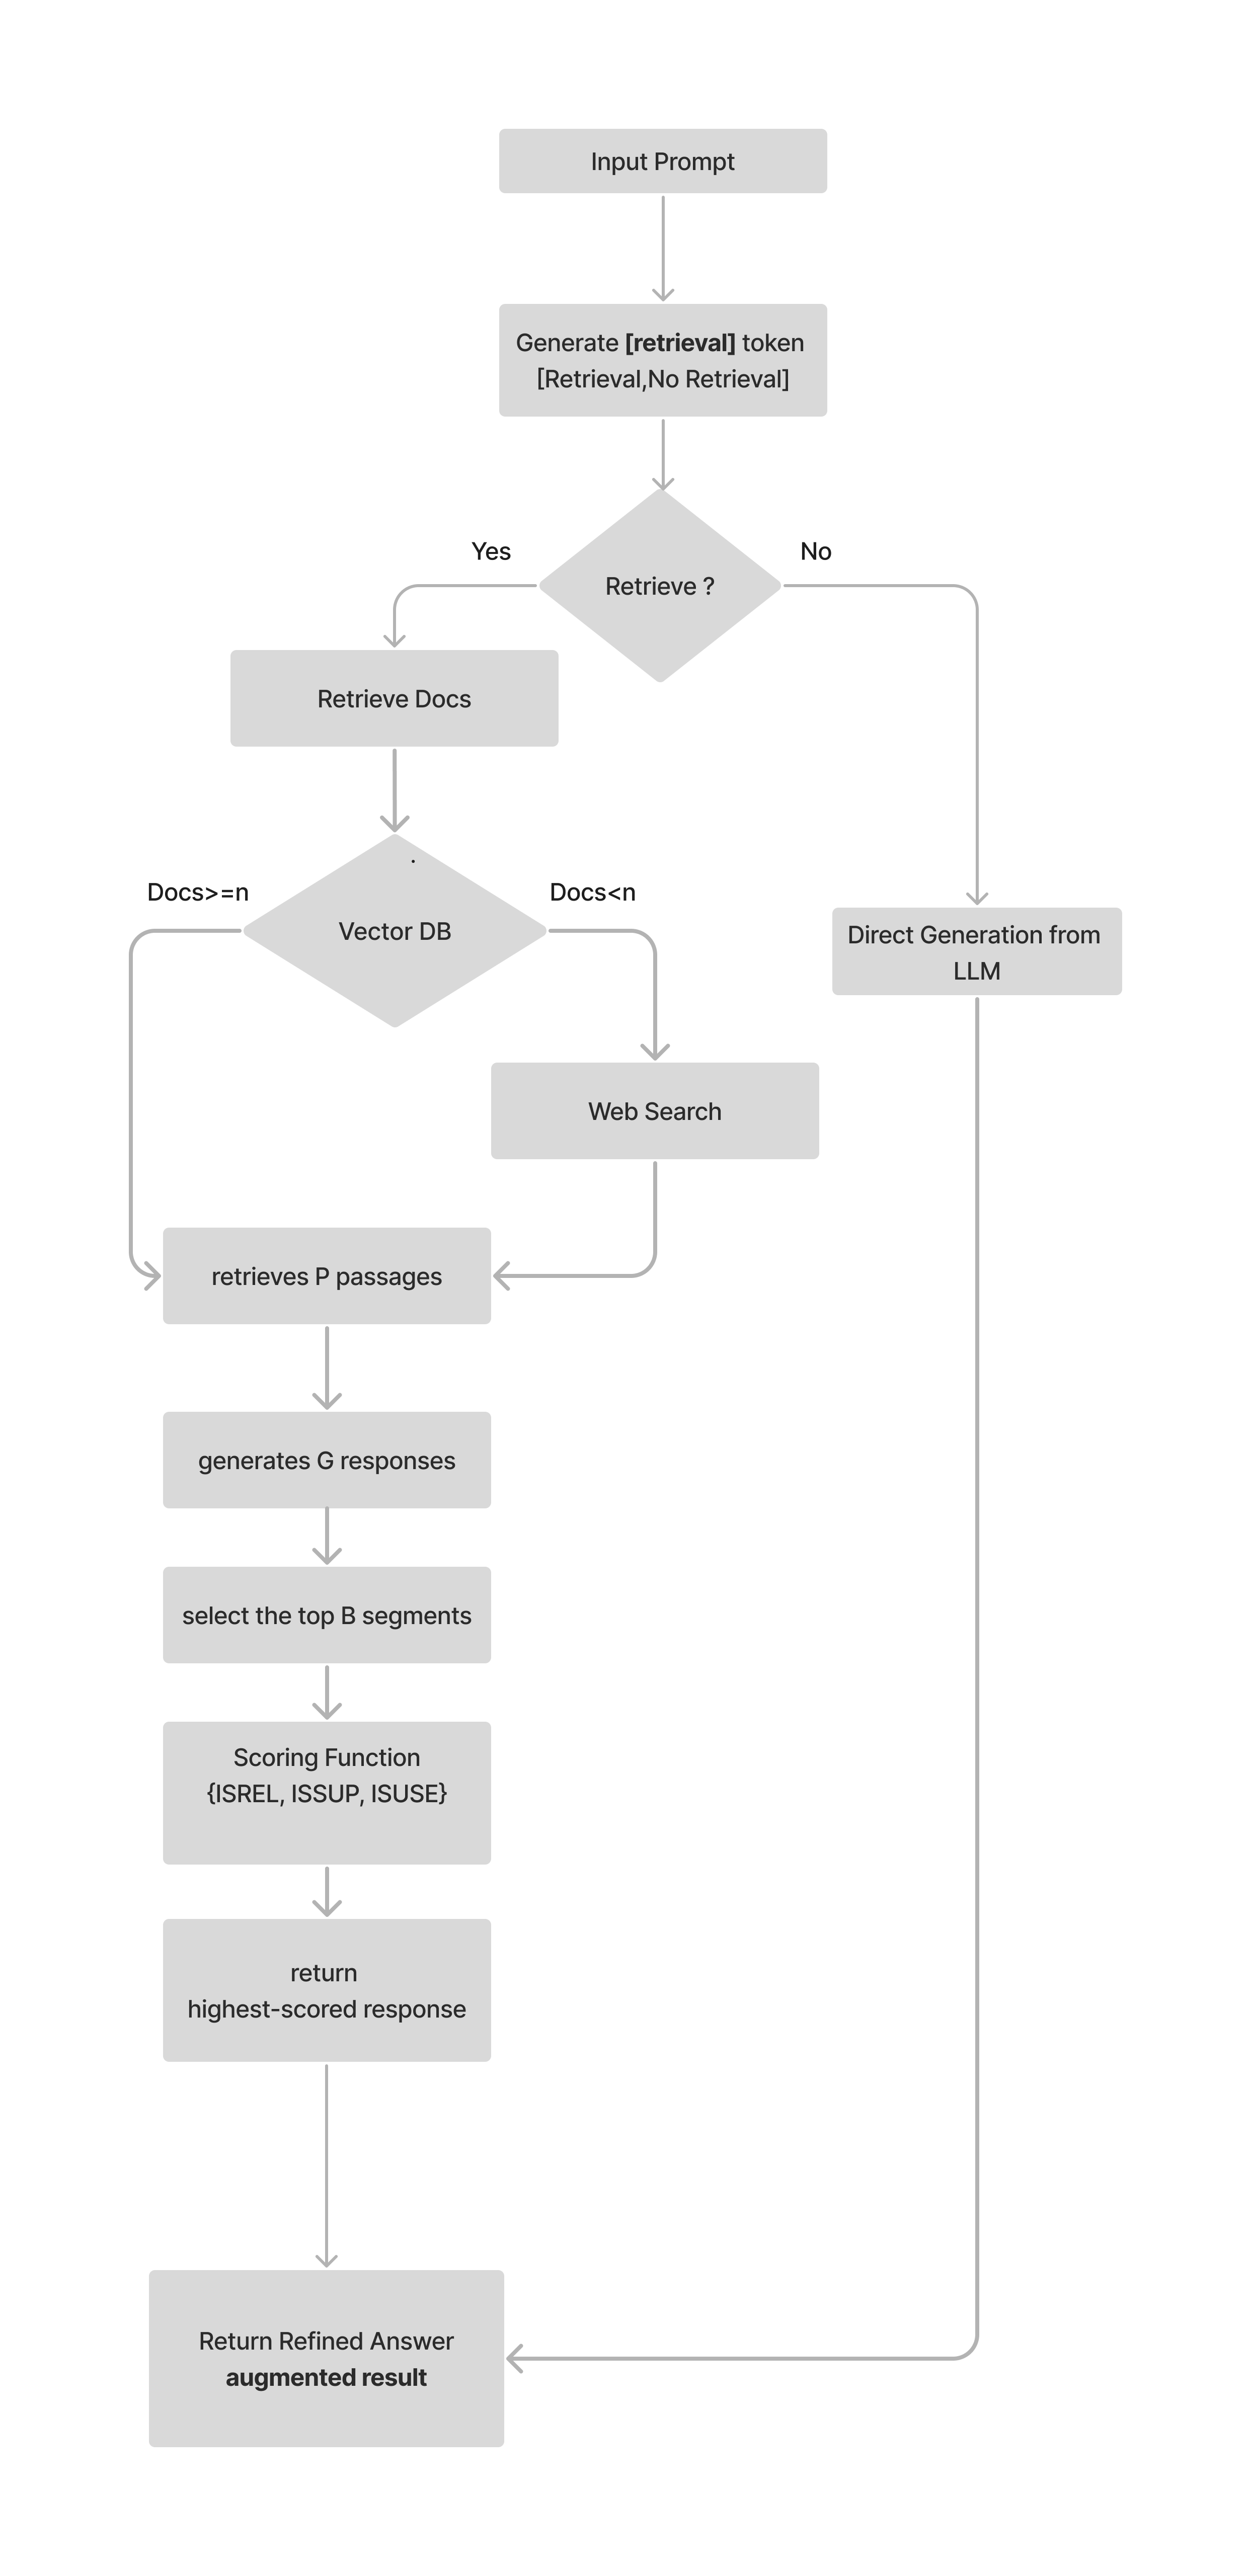 Input Prompt
Generate [retrieval] token
[Retrieval,No Retrieval]
Yes
No
Retrieve ?
Retrieve Docs
.
Docs>=n
Docs<n
Vector DB
Direct Generation from
LLM
Web Search
retrieves P passages
generates G responses
select the top B segments
Scoring Function
{ISREL, ISSUP, ISUSE}
return
highest-scored response
Return Refined Answer
augmented result